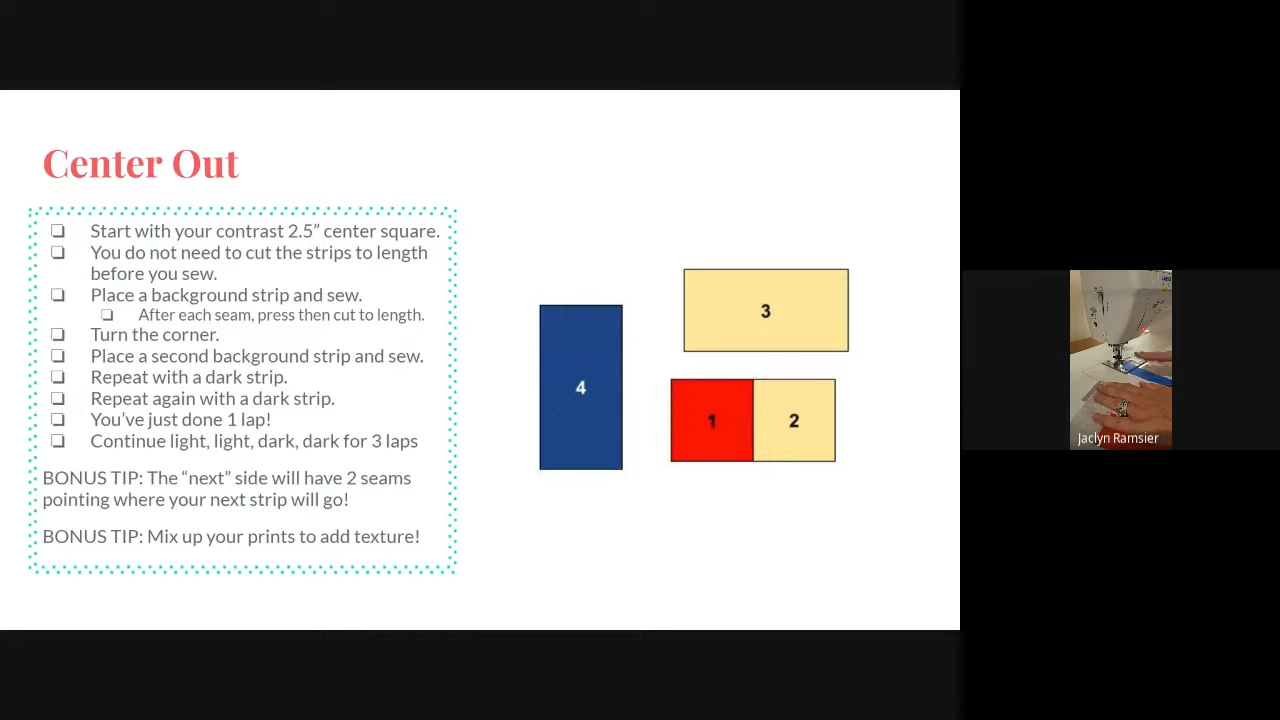 Center Out
Start with your contrast 2.5” center square.
You do not need to cut the strips to length
before you sew.
Place a background strip and sew.
After each seam, press then cut to length.
Turn the corner.
Place a second background strip and sew.
Repeat with a dark strip.
Repeat again with a dark strip.
You’ve just done 1 lap!
Continue light, light, dark, dark for 3 laps
BONUS TIP: The “next” side will have 2 seams
pointing where your next strip will go!
BONUS TIP: Mix up your prints to add texture!
3
4
1
2
Jaclyn Ramsier